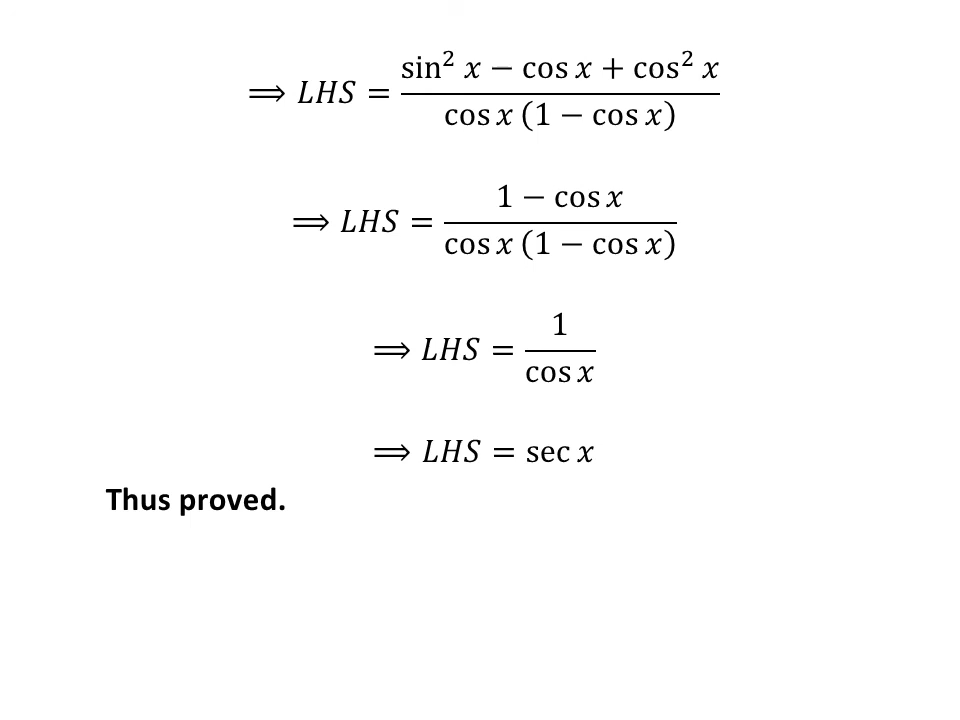 ⟹ LHS = (sin² x − cos x + cos² x) / (cos x (1 − cos x))
⟹ LHS = (1 − cos x) / (cos x (1 − cos x))
⟹ LHS = 1 / cos x
⟹ LHS = sec x
Thus proved.